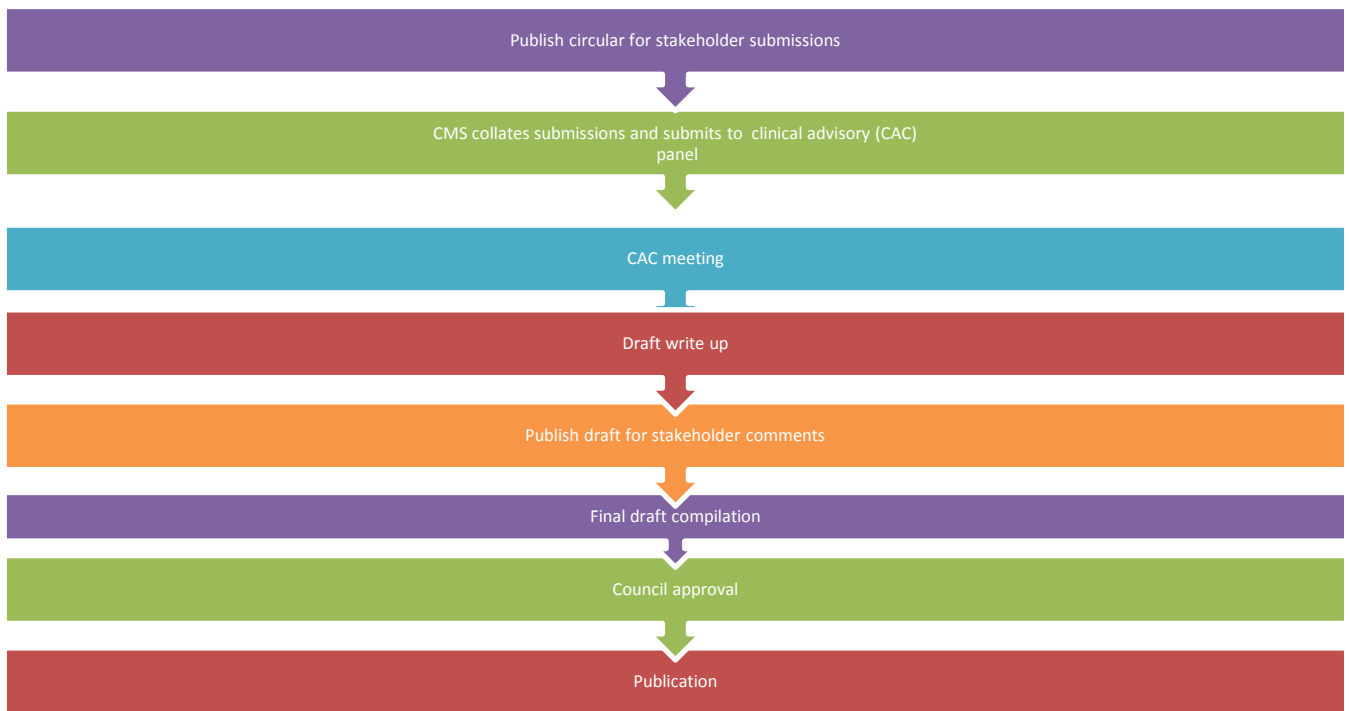 Publish circular for stakeholder submissions
CMS collates submissions and submits to clinical advisory (CAC)
panel
CAC meeting
Draft write up
Publish draft for stakeholder comments
Final draft compilation
Council approval
Publication